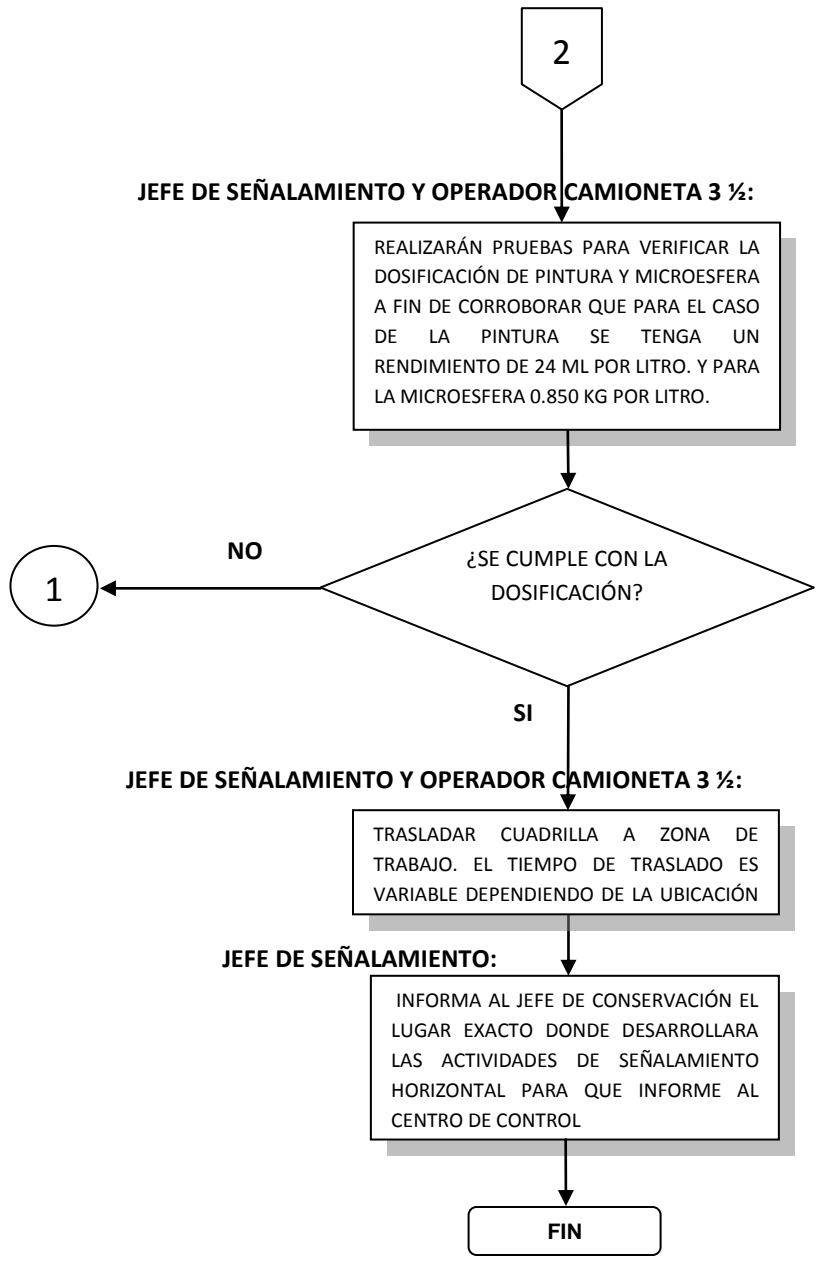 2
JEFE DE SEÑALAMIENTO Y OPERADOR CAMIONETA 3 ½:
REALIZARÁN PRUEBAS PARA VERIFICAR LA
DOSIFICACIÓN DE PINTURA Y MICROESFERA
A FIN DE CORROBORAR QUE PARA EL CASO
DE LA PINTURA SE TENGA UN
RENDIMIENTO DE 24 ML POR LITRO. Y PARA
LA MICROESFERA 0.850 KG POR LITRO.
¿SE CUMPLE CON LA
DOSIFICACIÓN?
NO
1
SI
JEFE DE SEÑALAMIENTO Y OPERADOR CAMIONETA 3 ½:
TRASLADAR CUADRILLA A ZONA DE
TRABAJO. EL TIEMPO DE TRASLADO ES
VARIABLE DEPENDIENDO DE LA UBICACIÓN
JEFE DE SEÑALAMIENTO:
INFORMA AL JEFE DE CONSERVACIÓN EL
LUGAR EXACTO DONDE DESARROLLARA
LAS ACTIVIDADES DE SEÑALAMIENTO
HORIZONTAL PARA QUE INFORME AL
CENTRO DE CONTROL
FIN